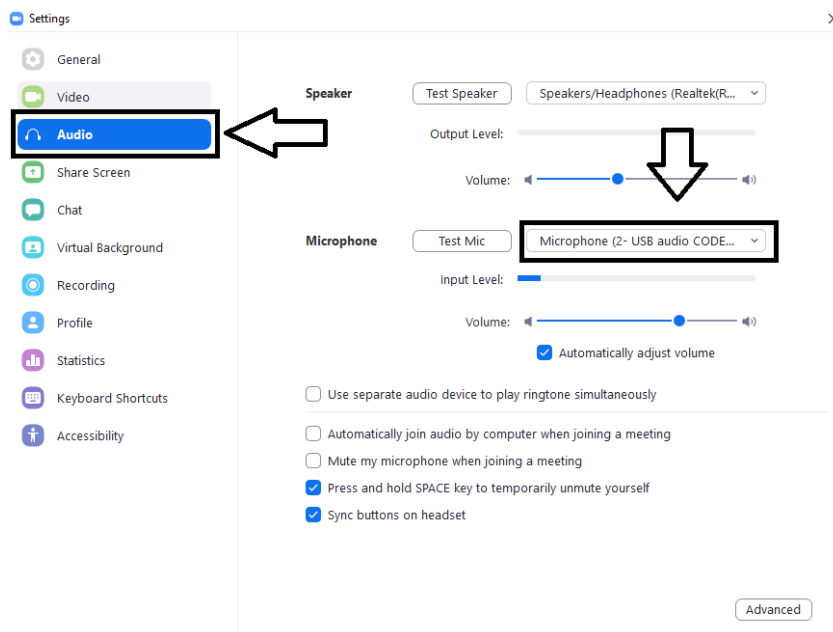 Settings
General
Video
Audio
Share Screen
Chat
Virtual Background
Recording
Profile
Statistics
Keyboard Shortcuts
Accessibility
Speaker Test Speaker Speakers/Headphones (Realtek(R...
Output Level:
Volume:
Microphone Test Mic Microphone (2- USB audio CODE...
Input Level:
Volume:
Automatically adjust volume
Use separate audio device to play ringtone simultaneously
Automatically join audio by computer when joining a meeting
Mute my microphone when joining a meeting
Press and hold SPACE key to temporarily unmute yourself
Sync buttons on headset
Advanced